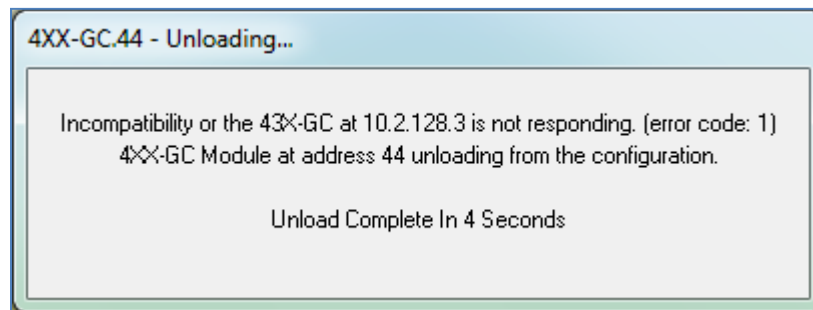 4XX-GC.44 - Unloading...
Incompatibility or the 43X-GC at 10.2.128.3 is not responding. (error code: 1)
4XX-GC Module at address 44 unloading from the configuration.
Unload Complete In 4 Seconds